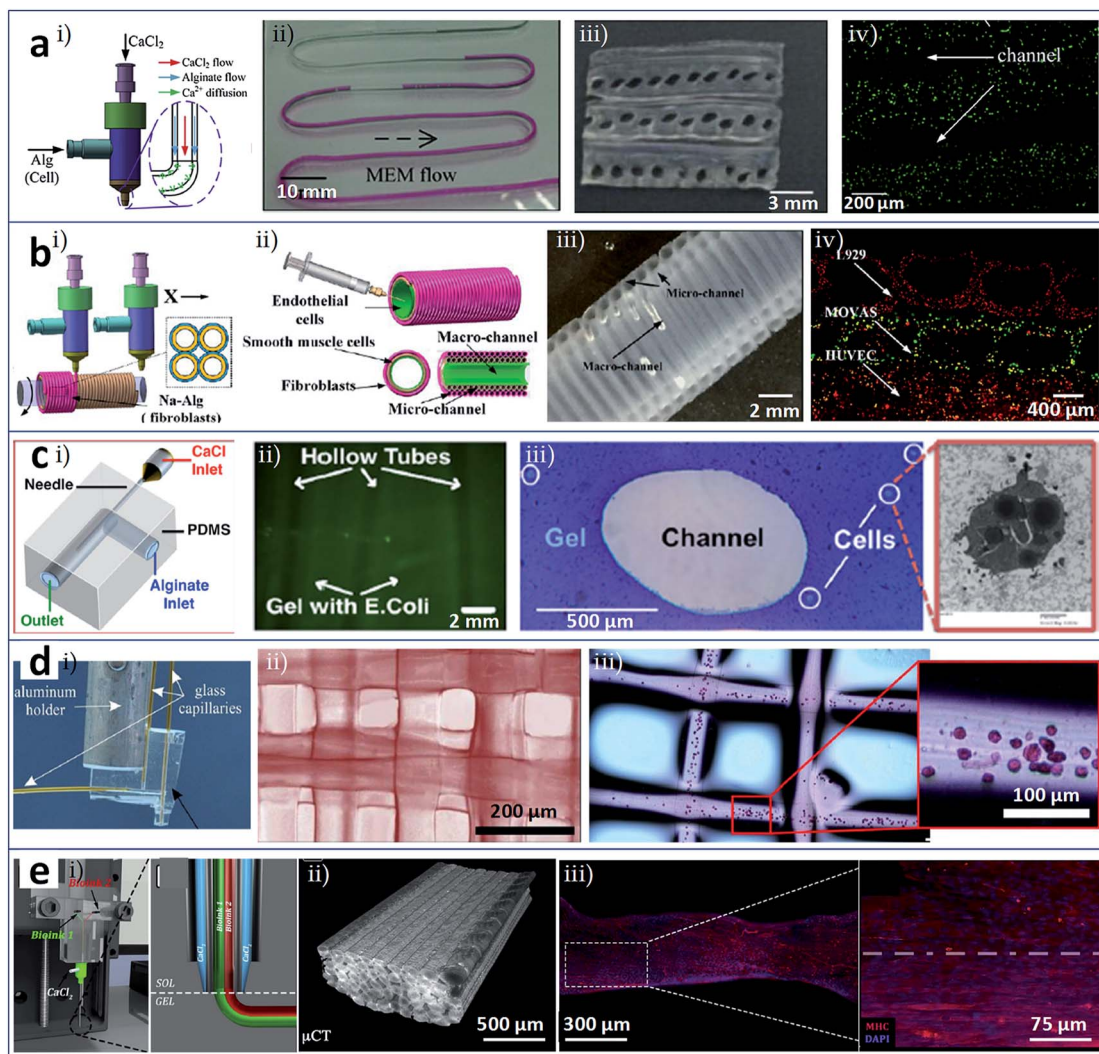 a
i)
CaCl₂
CaCl₂ flow
Alginate flow
Ca²⁺ diffusion
Alg
(Cell)
ii)
10 mm
MEM flow
iii)
3 mm
iv)
channel
200 µm
b
i)
X
Na-Alg
( fibroblasts)
ii)
Endothelial
cells
Smooth muscle cells
Fibroblasts
Macro-channel
Micro-channel
iii)
Micro-channel
Macro-channel
2 mm
iv)
L929
MOVAS
HUVEC
400 µm
c
i)
CaCl
Inlet
Needle
PDMS
Alginate
Inlet
Outlet
ii)
Hollow Tubes
Gel with E.Coli
2 mm
iii)
Gel
Channel
Cells
500 µm
d
i)
aluminum
holder
glass
capillaries
ii)
200 µm
iii)
100 µm
e
i)
Bioink 1
CaCl₂
CaCl₂
Bioink 1
Bioink 2
CaCl₂
SOL
GEL
ii)
µCT
500 µm
iii)
300 µm
MHC
DAPI
75 µm